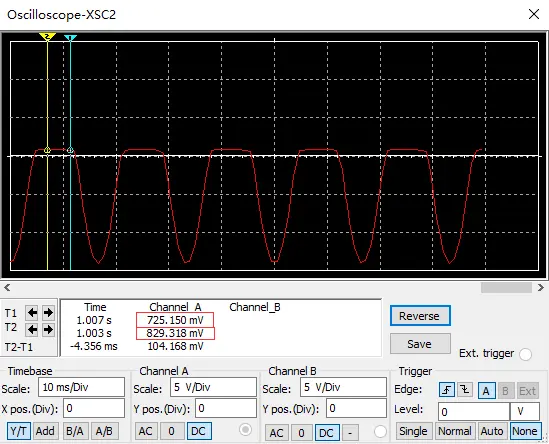 Oscilloscope-XSC2
2 1
T1
T2
T2-T1
Time Channel_A Channel_B
1.007 s 725.150 mV
1.003 s 829.318 mV
-4.356 ms 104.168 mV
Reverse
Save
Ext. trigger
Timebase
Scale: 10 ms/Div
X pos.(Div): 0
Y/T Add B/A A/B
Channel A
Scale: 5 V/Div
Y pos.(Div): 0
AC 0 DC
Channel B
Scale: 5 V/Div
Y pos.(Div): 0
AC 0 DC -
Trigger
Edge: A B Ext
Level: 0 V
Single Normal Auto None